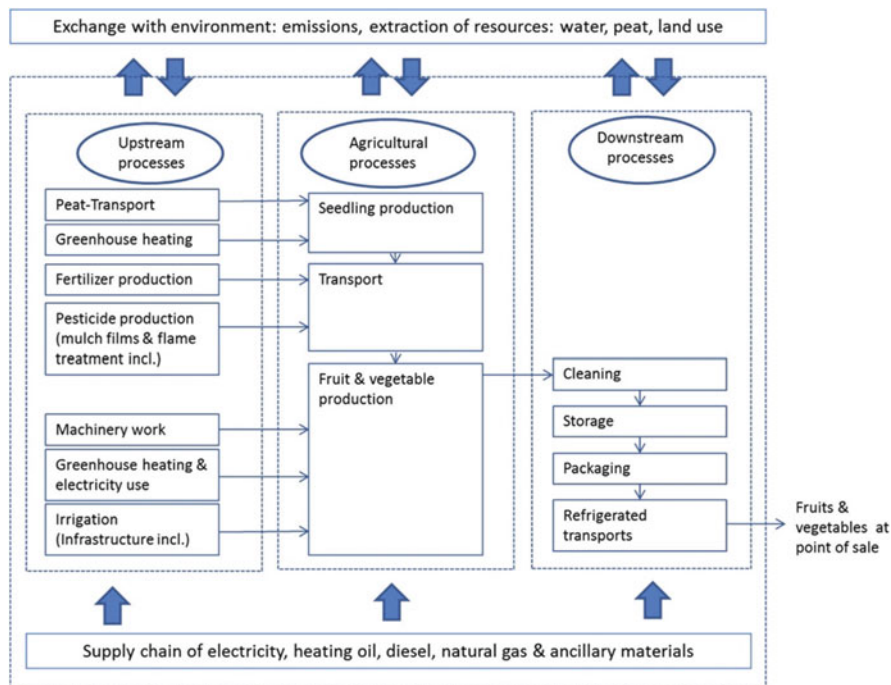 Exchange with environment: emissions, extraction of resources: water, peat, land use
Upstream
processes
Agricultural
processes
Downstream
processes
Peat-Transport
Greenhouse heating
Fertilizer production
Pesticide production
(mulch films & flame
treatment incl.)
Machinery work
Greenhouse heating &
electricity use
Irrigation
(Infrastructure incl.)
Seedling production
Transport
Fruit & vegetable
production
Cleaning
Storage
Packaging
Refrigerated
transports
Fruits &
vegetables at
point of sale
Supply chain of electricity, heating oil, diesel, natural gas & ancillary materials